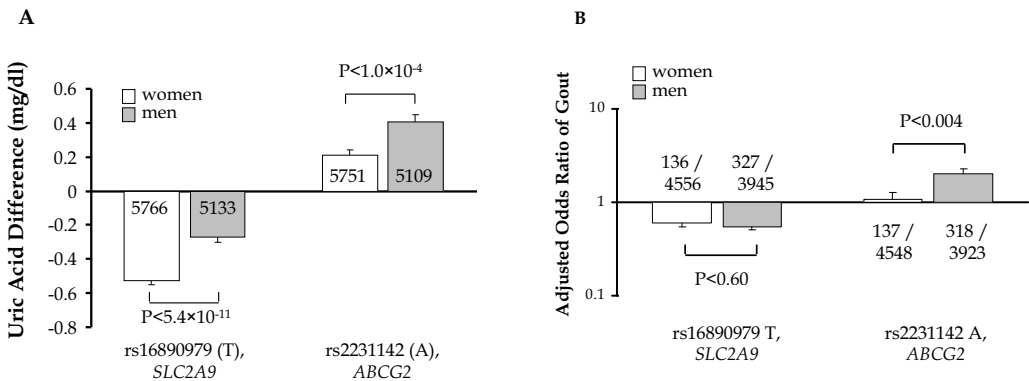 A
Uric Acid Difference (mg/dl)
women
men
P<1.0×10-4
0.6
0.4
0.2
0
-0.2
-0.4
-0.6
-0.8
5766
5133
5751
5109
P<5.4×10-11
rs16890979 (T),
SLC2A9
rs2231142 (A),
ABCG2
B
Adjusted Odds Ratio of Gout
women
men
10
1
0.1
P<0.004
136 /
4556
327 /
3945
137 /
4548
318 /
3923
P<0.60
rs16890979 T,
SLC2A9
rs2231142 A,
ABCG2